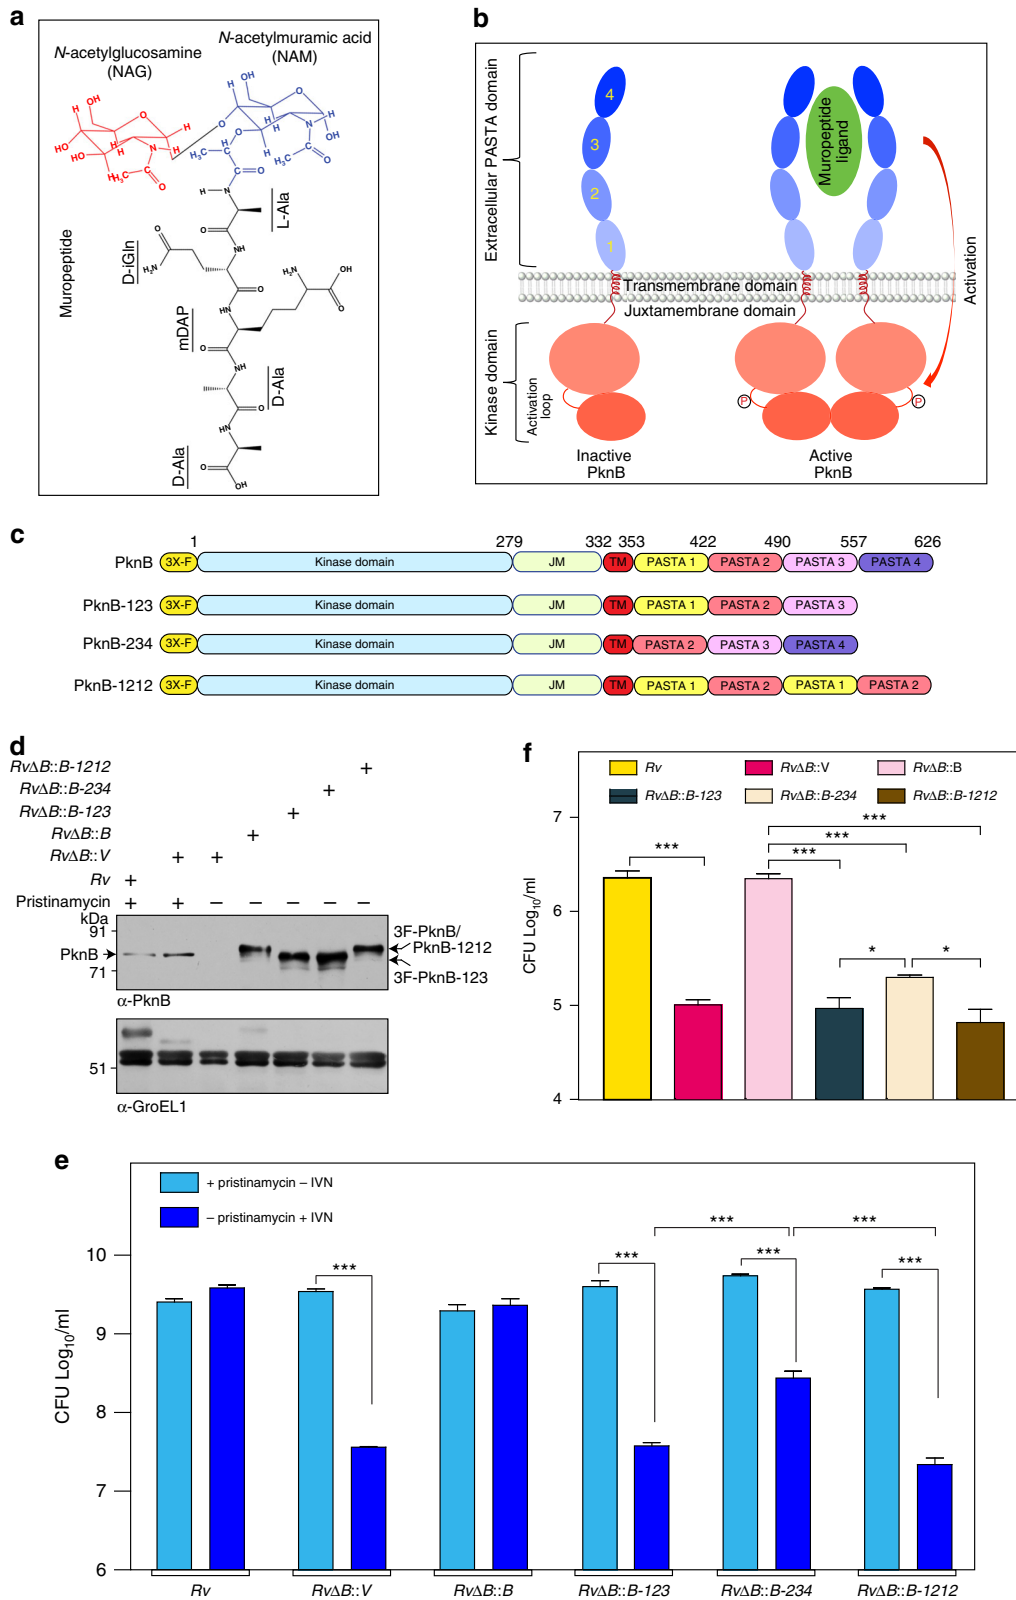 a
N-acetylglucosamine
(NAG)
N-acetylmuramic acid
(NAM)
Muropeptide
L-Ala
D-iGln
mDAP
D-Ala
D-Ala
b
Extracellular PASTA domain
4
3
2
1
Muropeptide
ligand
Transmembrane domain
Juxtamembrane domain
Activation
Kinase domain
Activation
loop
P
P
Inactive
PknB
Active
PknB
c
1 279 332 353 422 490 557 626
PknB 3X-F Kinase domain JM TM PASTA 1 PASTA 2 PASTA 3 PASTA 4
PknB-123 3X-F Kinase domain JM TM PASTA 1 PASTA 2 PASTA 3
PknB-234 3X-F Kinase domain JM TM PASTA 2 PASTA 3 PASTA 4
PknB-1212 3X-F Kinase domain JM TM PASTA 1 PASTA 2 PASTA 1 PASTA 2
d
RvΔB::B-1212 +
RvΔB::B-234 +
RvΔB::B-123 +
RvΔB::B +
RvΔB::V + +
Rv +
Pristinamycin + + – – – – –
kDa
91
PknB
71
3F-PknB/
PknB-1212
3F-PknB-123
α-PknB
51
α-GroEL1
f
Rv RvΔB::V RvΔB::B
RvΔB::B-123 RvΔB::B-234 RvΔB::B-1212
CFU Log10/ml
7
6
5
4
***
***
***
***
*
*
e
+ pristinamycin – IVN
– pristinamycin + IVN
CFU Log10/ml
10
9
8
7
6
***
***
***
***
***
***
Rv RvΔB::V RvΔB::B RvΔB::B-123 RvΔB::B-234 RvΔB::B-1212